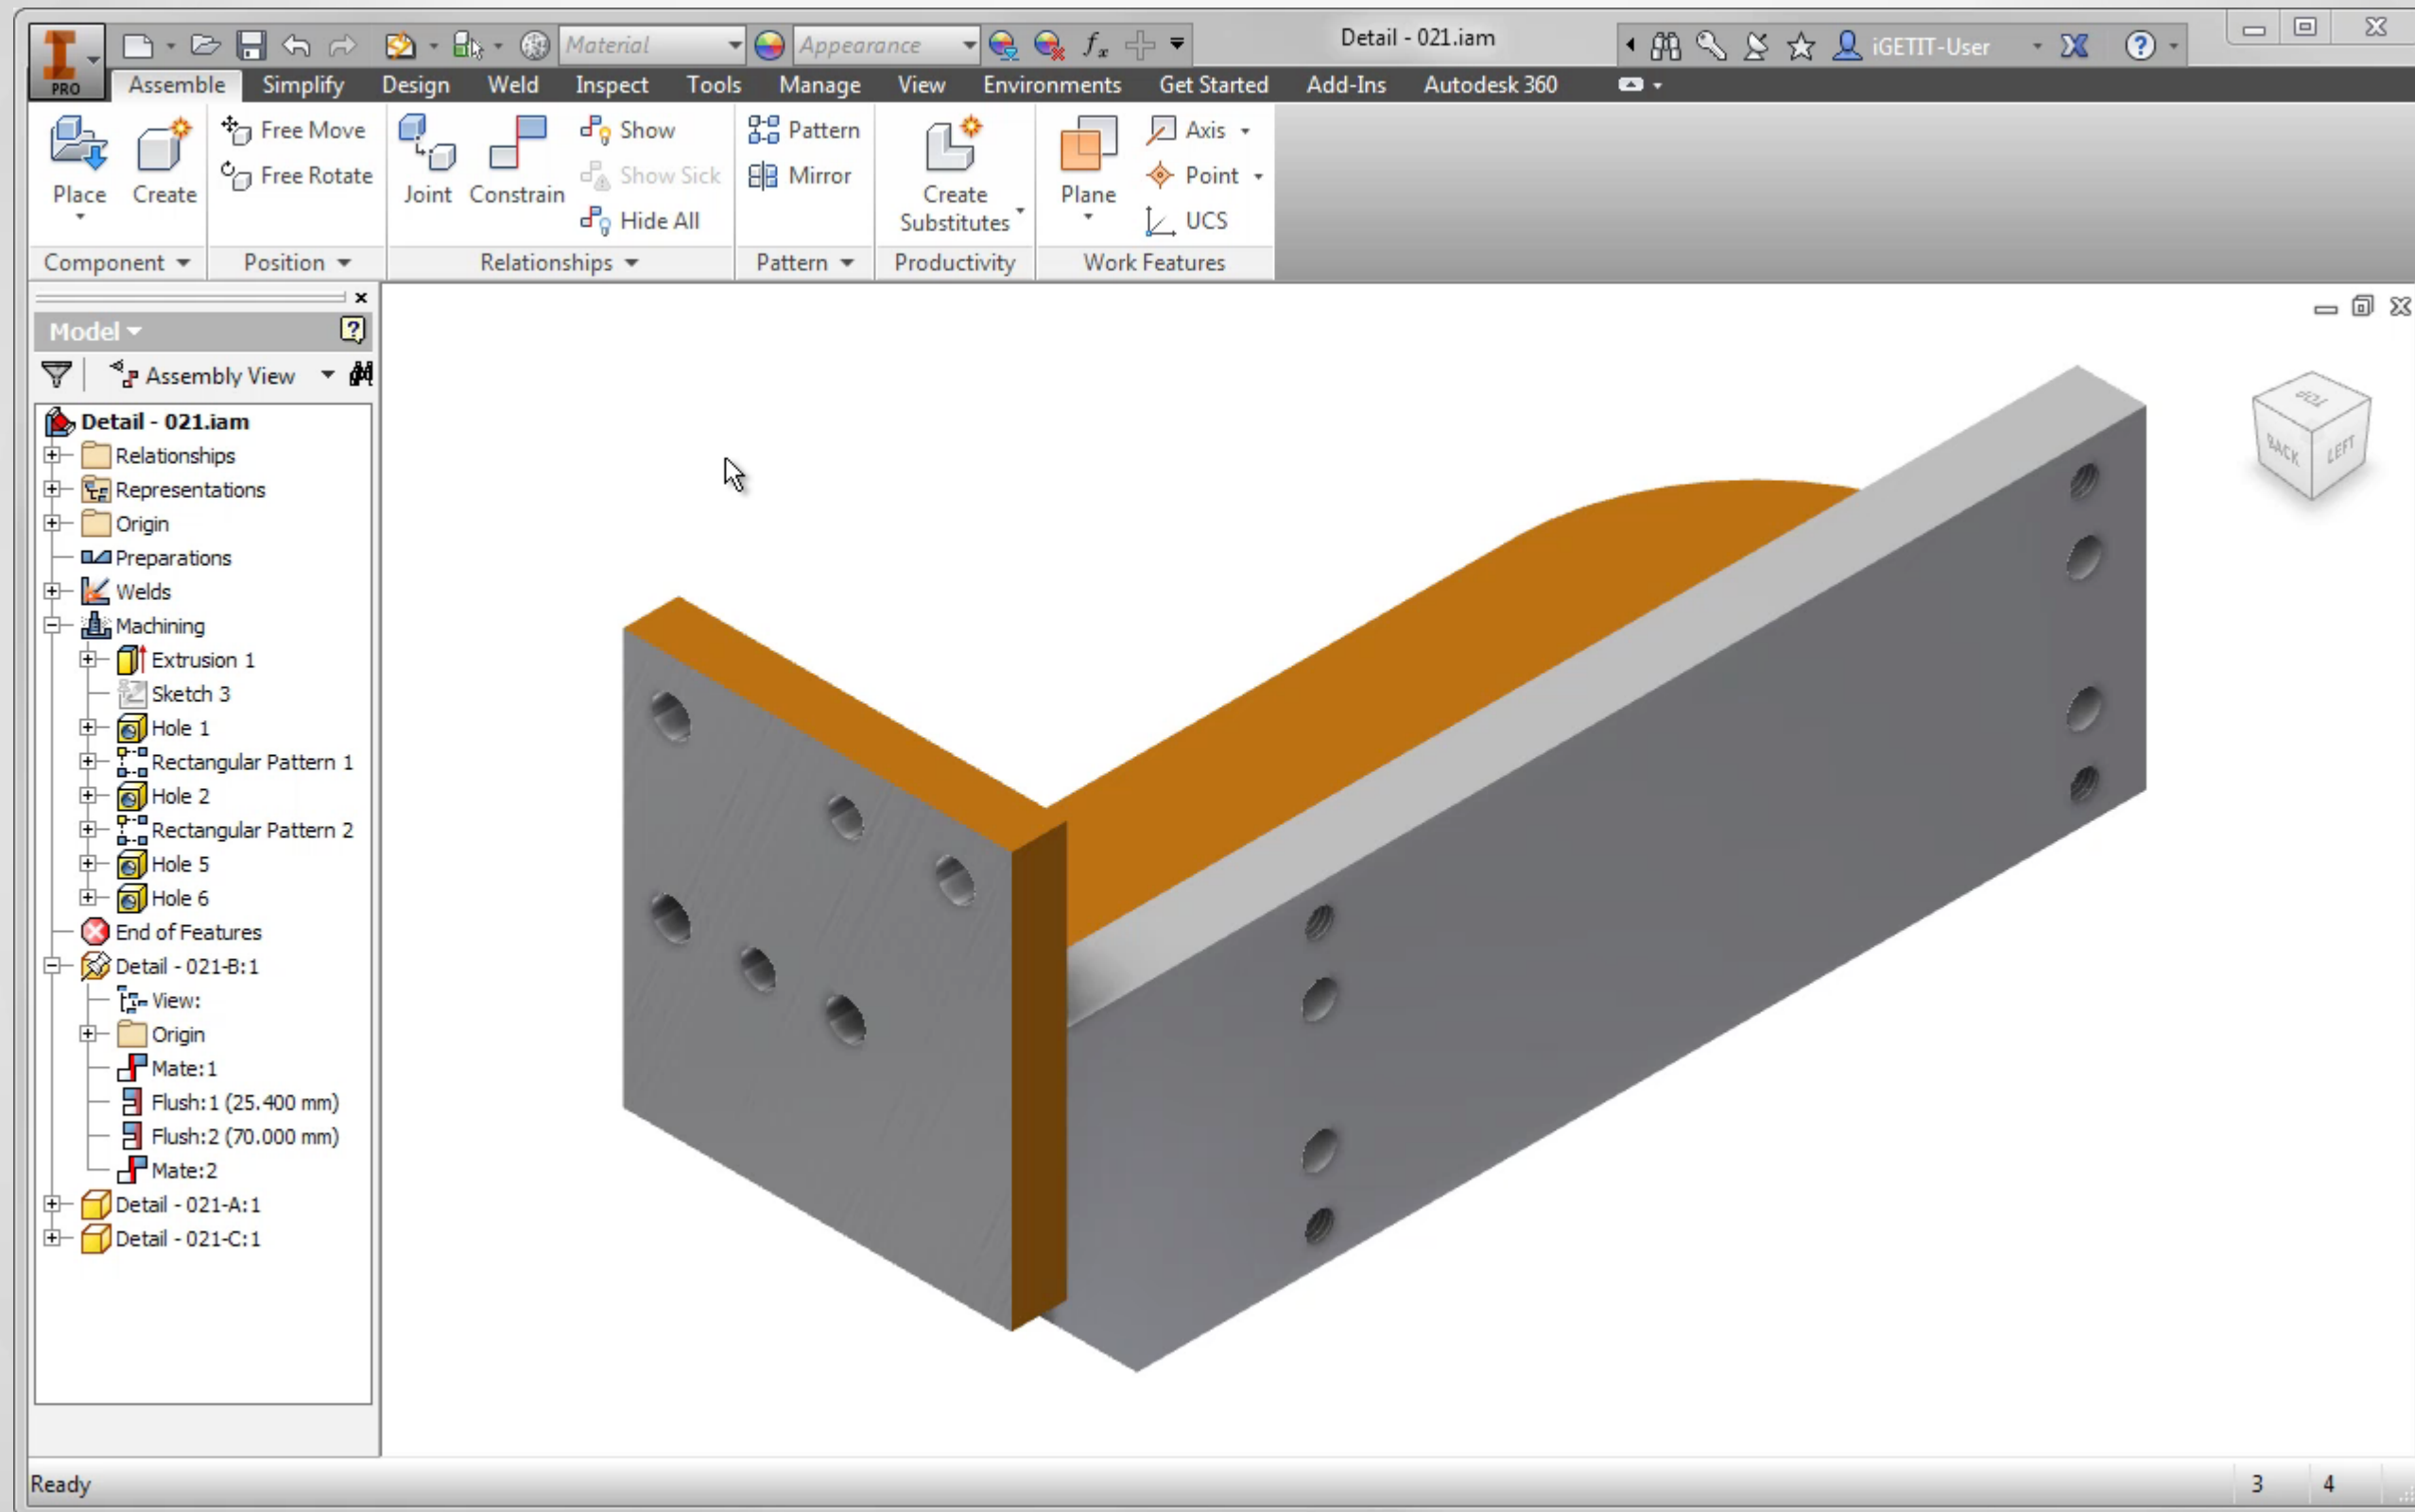 Material
Appearance
fx
Detail - 021.iam
iGETIT-User
?
PRO
Assemble Simplify Design Weld Inspect Tools Manage View Environments Get Started Add-Ins Autodesk 360
Place
Create
Free Move
Free Rotate
Joint
Constrain
Show
Show Sick
Hide All
Pattern
Mirror
Create
Substitutes
Plane
Axis
Point
UCS
Component Position Relationships Pattern Productivity Work Features
Model
?
Assembly View
Detail - 021.iam
Relationships
Representations
Origin
Preparations
Welds
Machining
Extrusion 1
Sketch 3
Hole 1
Rectangular Pattern 1
Hole 2
Rectangular Pattern 2
Hole 5
Hole 6
End of Features
Detail - 021-B:1
View:
Origin
Mate:1
Flush:1 (25.400 mm)
Flush:2 (70.000 mm)
Mate:2
Detail - 021-A:1
Detail - 021-C:1
TOP
BACK
LEFT
Ready
3 4